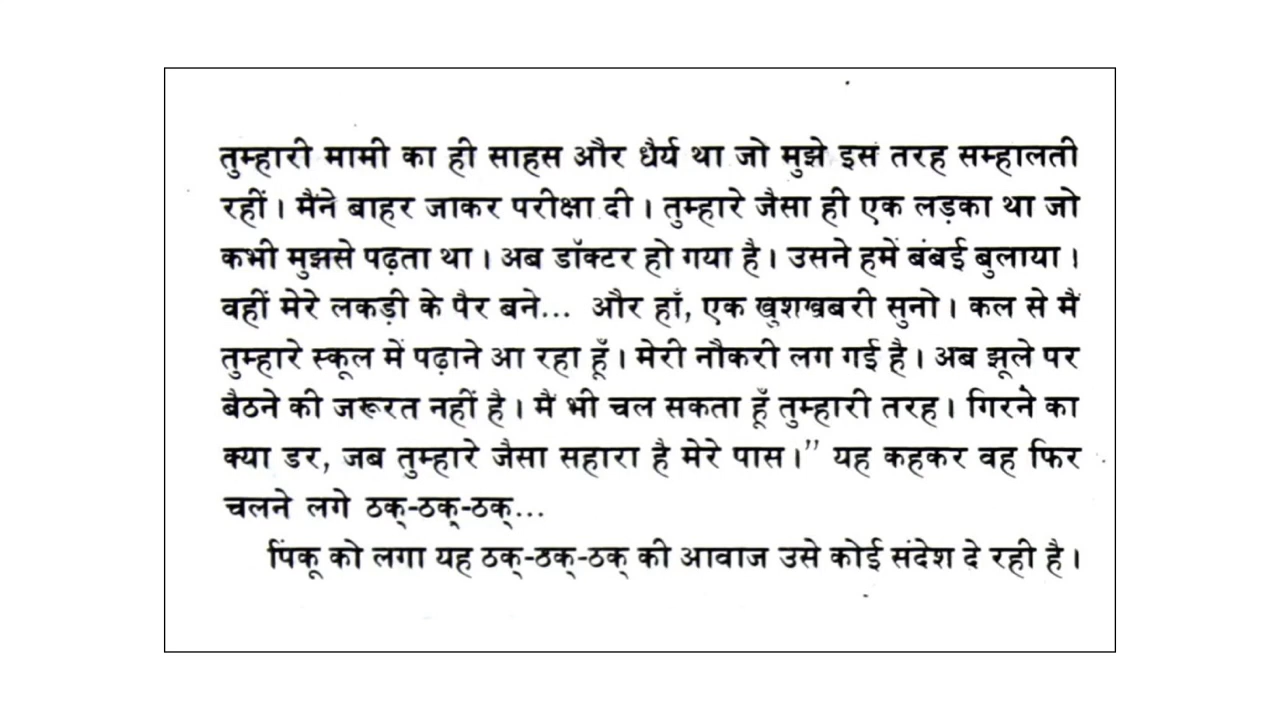 तुम्हारी मामी का ही साहस और धैर्य था जो मुझे इस तरह सम्हालती
रहीं। मैंने बाहर जाकर परीक्षा दी। तुम्हारे जैसा ही एक लड़का था जो
कभी मुझसे पढ़ता था। अब डॉक्टर हो गया है। उसने हमें बंबई बुलाया।
वहीं मेरे लकड़ी के पैर बने... और हाँ, एक खुशखबरी सुनो। कल से मैं
तुम्हारे स्कूल में पढ़ाने आ रहा हूँ। मेरी नौकरी लग गई है। अब झूले पर
बैठने की जरूरत नहीं है। मैं भी चल सकता हूँ तुम्हारी तरह। गिरने का
क्या डर, जब तुम्हारे जैसा सहारा है मेरे पास।” यह कहकर वह फिर
चलने लगे ठक्-ठक्-ठक्...
पिंकू को लगा यह ठक्-ठक्-ठक् की आवाज उसे कोई संदेश दे रही है।